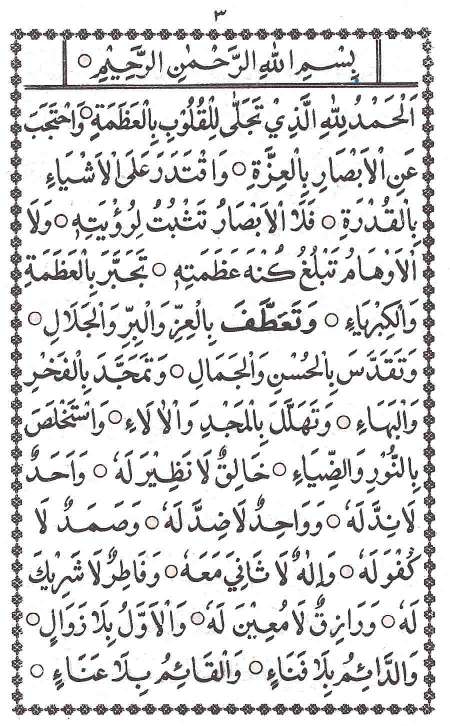 ٣
بِسْمِ اللهِ الرَّحْمٰنِ الرَّحِيْمِ ○
اَلْحَمْدُ لِلهِ الَّذِيْ تَجَلّٰى لِلْقُلُوْبِ بِالْعَظَمَةِ ○ وَاحْتَجَبَ
عَنِ الْاَبْصَارِ بِالْعِزَّةِ ○ وَاقْتَدَرَ عَلَى الْاَشْيَاءِ
بِالْقُدْرَةِ ○ فَلَا الْاَبْصَارُ تَثْبُتُ لِرُؤْيَتِهٖ ○ وَلَا
الْاَوْهَامُ تَبْلُغُ كُنْهَ عَظَمَتِهٖ ○ تَجَبَّرَ بِالْعَظَمَةِ
وَالْكِبْرِيَاءِ ○ وَتَعَطَّفَ بِالْعِزِّ وَالْبِرِّ وَالْجَلَالِ ○
وَتَقَدَّسَ بِالْحُسْنِ وَالْجَمَالِ ○ وَتَمَجَّدَ بِالْفَخْرِ
وَالْبَهَاءِ ○ وَتَهَلَّلَ بِالْمَجْدِ وَالْاٰلَاءِ ○ وَاسْتَخْلَصَ
بِالنُّوْرِ وَالضِّيَاءِ ○ خَالِقٌ لَا نَظِيْرَ لَهٗ ○ وَاَحَدٌ
لَا نِدَّ لَهٗ ○ وَوَاحِدٌ لَا ضِدَّ لَهٗ ○ وَصَمَدٌ لَا
كُفْوَ لَهٗ ○ وَاِلٰهٌ لَا ثَانِيَ مَعَهٗ ○ وَفَاطِرٌ لَا شَرِيْكَ
لَهٗ ○ وَرَازِقٌ لَا مُعِيْنَ لَهٗ ○ وَالْاَوَّلُ بِلَا زَوَالٍ ○
وَالدَّائِمُ بِلَا فَنَاءٍ ○ وَالْقَائِمُ بِلَا عَنَاءٍ ○